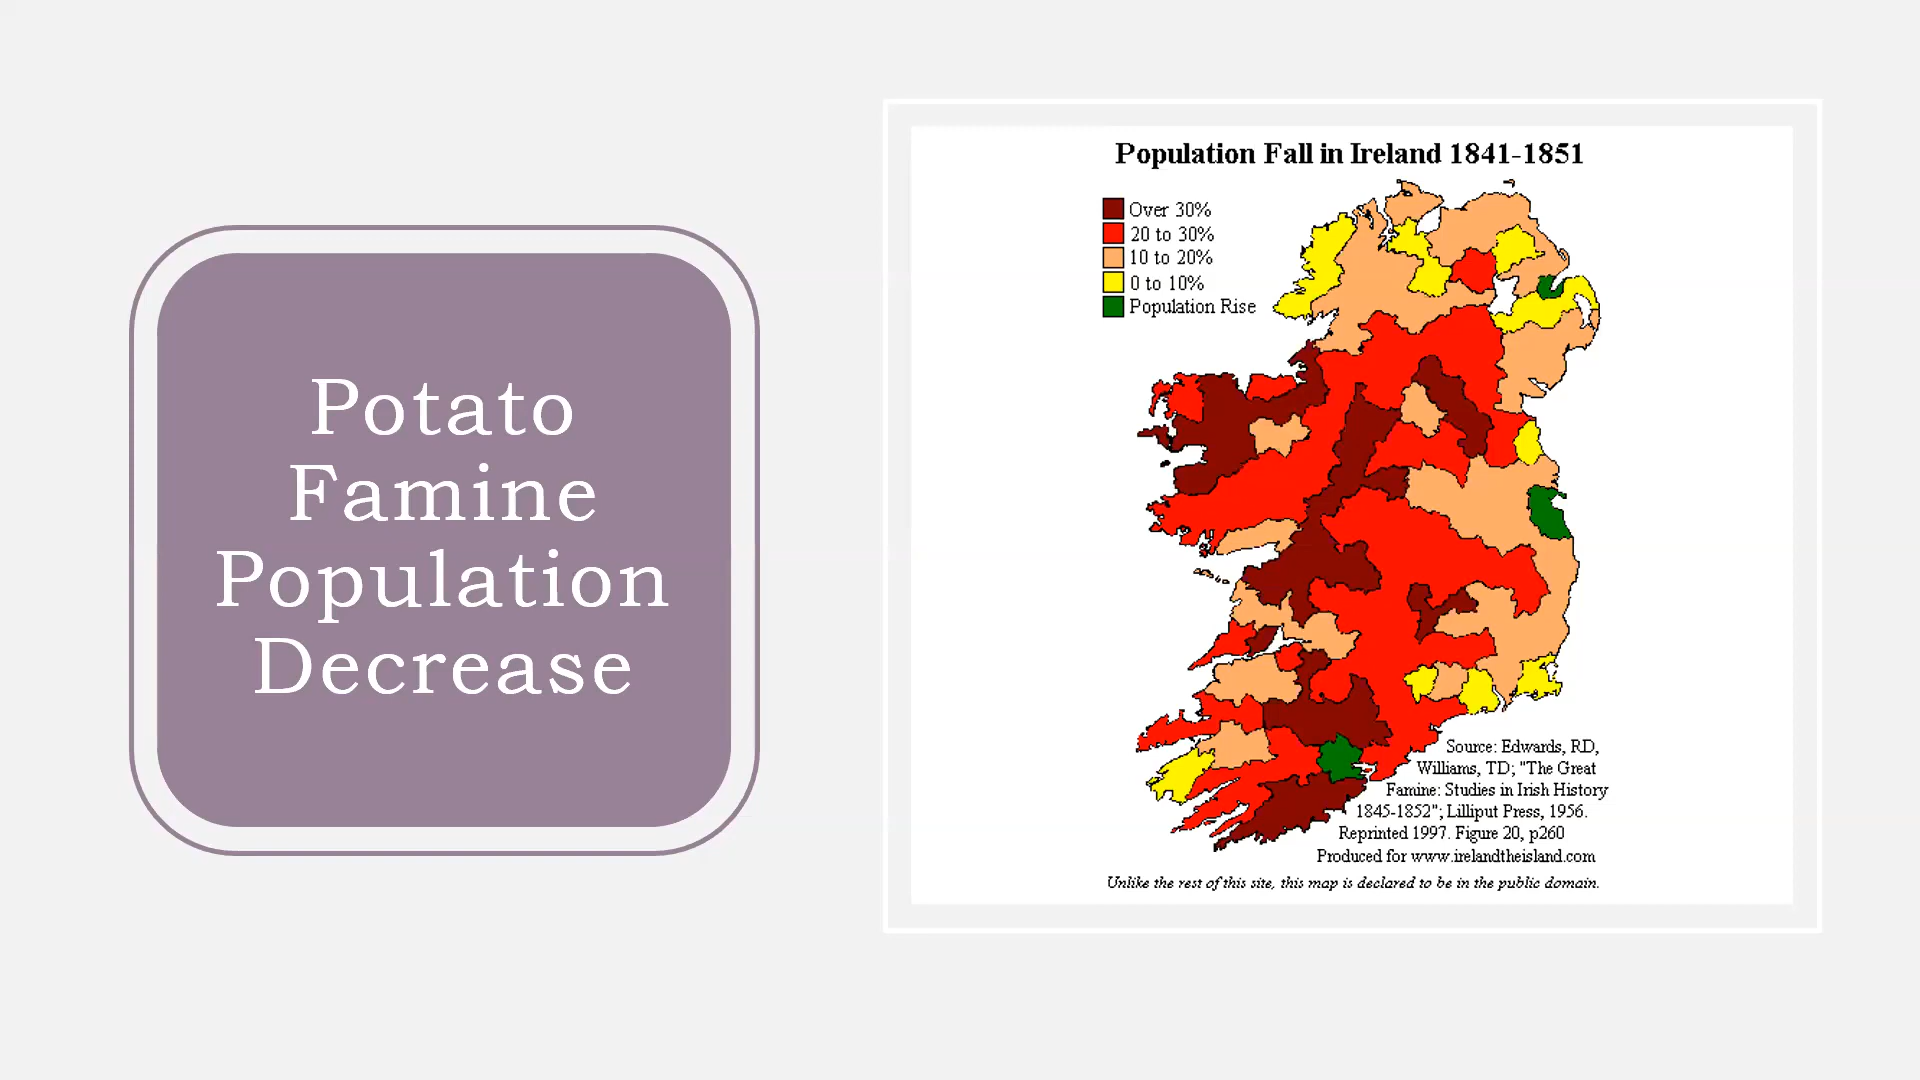 Potato
Famine
Population
Decrease
Population Fall in Ireland 1841-1851
Over 30%
20 to 30%
10 to 20%
0 to 10%
Population Rise
Source: Edwards, RD,
Williams, TD; "The Great
Famine: Studies in Irish History
1845-1852"; Lilliput Press, 1956.
Reprinted 1997. Figure 20, p260
Produced for www.irelandtheisland.com
Unlike the rest of this site, this map is declared to be in the public domain.